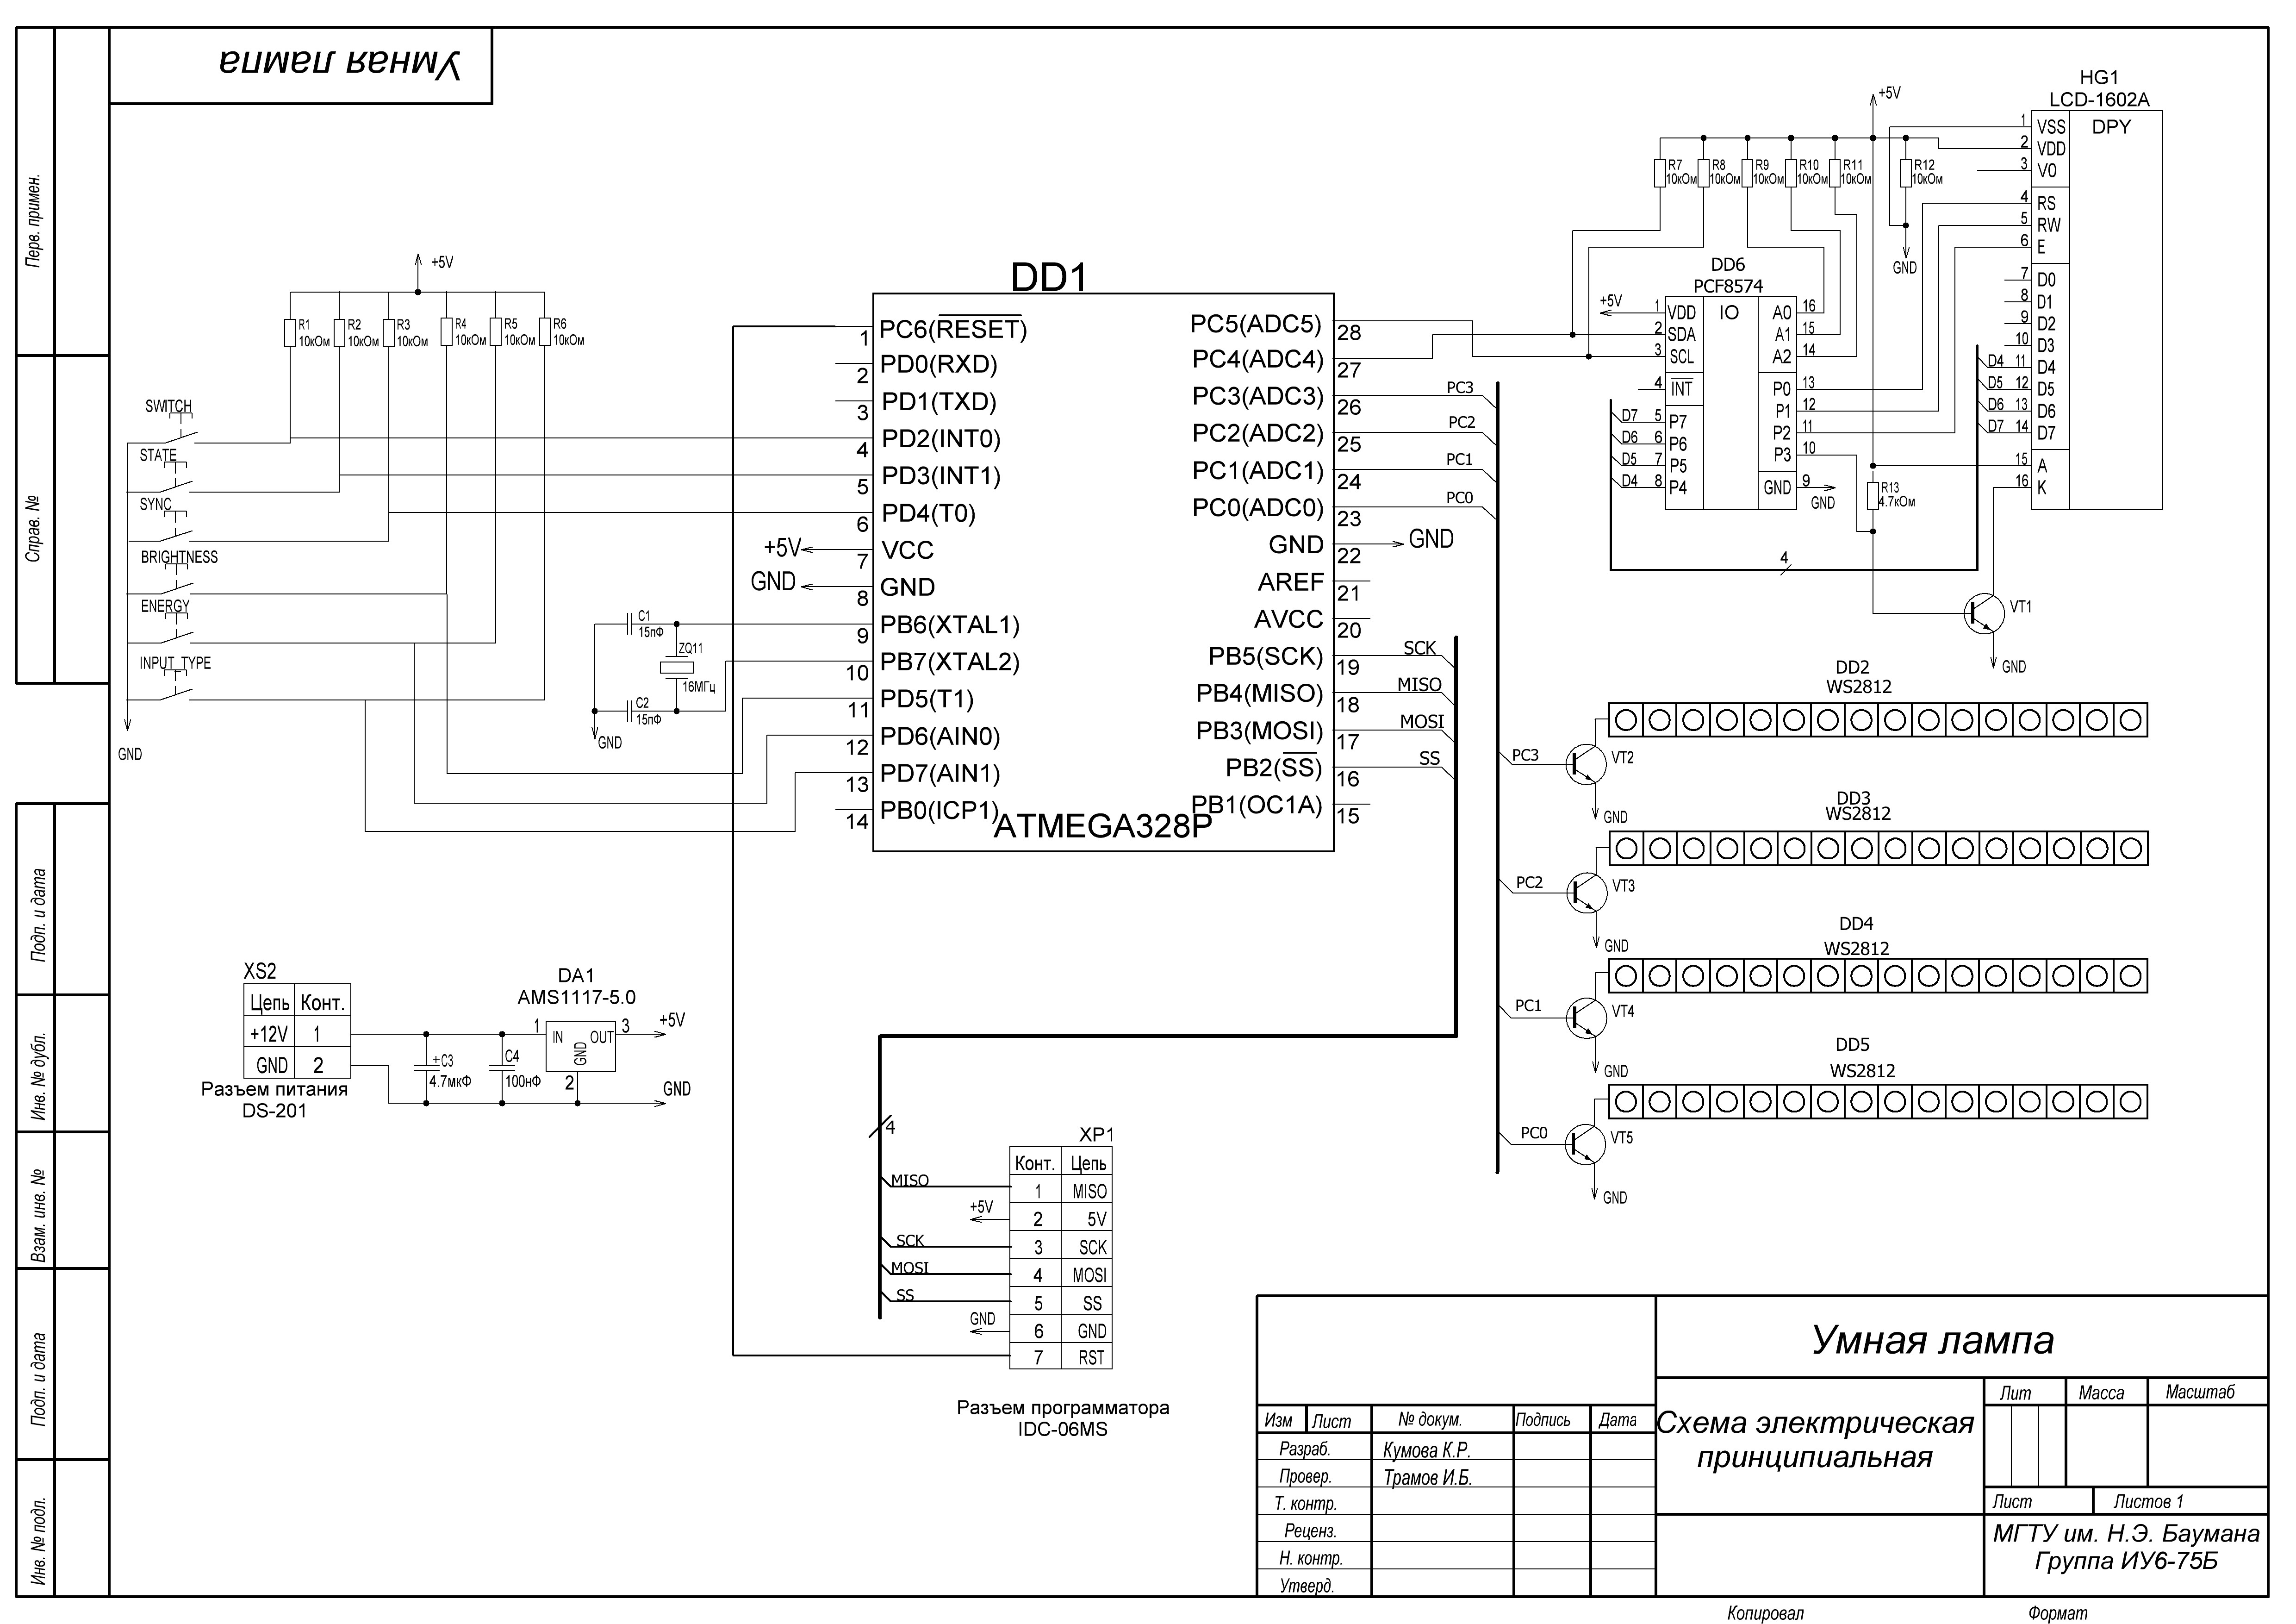 Умная лампа
Перв. примен.
Справ. №
Подп. и дата
Инв. № дубл.
Взам. инв. №
Подп. и дата
Инв. № подл.
+5V
R1
10кОм
R2
10кОм
R3
10кОм
R4
10кОм
R5
10кОм
R6
10кОм
SWITCH
STATE
SYNC
BRIGHTNESS
ENERGY
INPUT_TYPE
GND
C1
15пФ
ZQ11
16МГц
C2
15пФ
GND
DD1
1 PC6(RESET)
2 PD0(RXD)
3 PD1(TXD)
4 PD2(INT0)
5 PD3(INT1)
6 PD4(T0)
+5V 7 VCC
GND 8 GND
9 PB6(XTAL1)
10 PB7(XTAL2)
11 PD5(T1)
12 PD6(AIN0)
13 PD7(AIN1)
14 PB0(ICP1)
PC5(ADC5) 28
PC4(ADC4) 27
PC3(ADC3) 26 PC3
PC2(ADC2) 25 PC2
PC1(ADC1) 24 PC1
PC0(ADC0) 23 PC0
GND 22 GND
AREF 21
AVCC 20
PB5(SCK) 19 SCK
PB4(MISO) 18 MISO
PB3(MOSI) 17 MOSI
PB2(SS) 16 SS
PB1(OC1A) 15
ATMEGA328P
+5V
R7
10кОм
R8
10кОм
R9
10кОм
R10
10кОм
R11
10кОм
R12
10кОм
GND
DD6
PCF8574
IO
+5V 1 VDD
2 SDA
3 SCL
4 INT
D7 5 P7
D6 6 P6
D5 7 P5
D4 8 P4
A0 16
A1 15
A2 14
P0 13
P1 12
P2 11
P3 10
GND 9 GND
R13
4.7кОм
4
HG1
LCD-1602A
DPY
1 VSS
2 VDD
3 V0
4 RS
5 RW
6 E
7 D0
8 D1
9 D2
10 D3
D4 11 D4
D5 12 D5
D6 13 D6
D7 14 D7
15 A
16 K
VT1
GND
DD2
WS2812
PC3
VT2
GND
DD3
WS2812
PC2
VT3
GND
DD4
WS2812
PC1
VT4
GND
DD5
WS2812
PC0
VT5
GND
XS2
Цепь Конт.
+12V 1
GND 2
Разъем питания
DS-201
+C3
4.7мкФ
C4
100нФ
DA1
AMS1117-5.0
1 IN OUT 3
GND
2
+5V
GND
4
XP1
Конт. Цепь
MISO 1 MISO
+5V 2 5V
SCK 3 SCK
MOSI 4 MOSI
SS 5 SS
GND 6 GND
7 RST
Разъем программатора
IDC-06MS
Умная лампа
Схема электрическая
принципиальная
Лит Масса Масштаб
Лист Листов 1
МГТУ им. Н.Э. Баумана
Группа ИУ6-75Б
Изм Лист № докум. Подпись Дата
Разраб. Кумова К.Р.
Провер. Трамов И.Б.
Т. контр.
Реценз.
Н. контр.
Утверд.
Копировал Формат